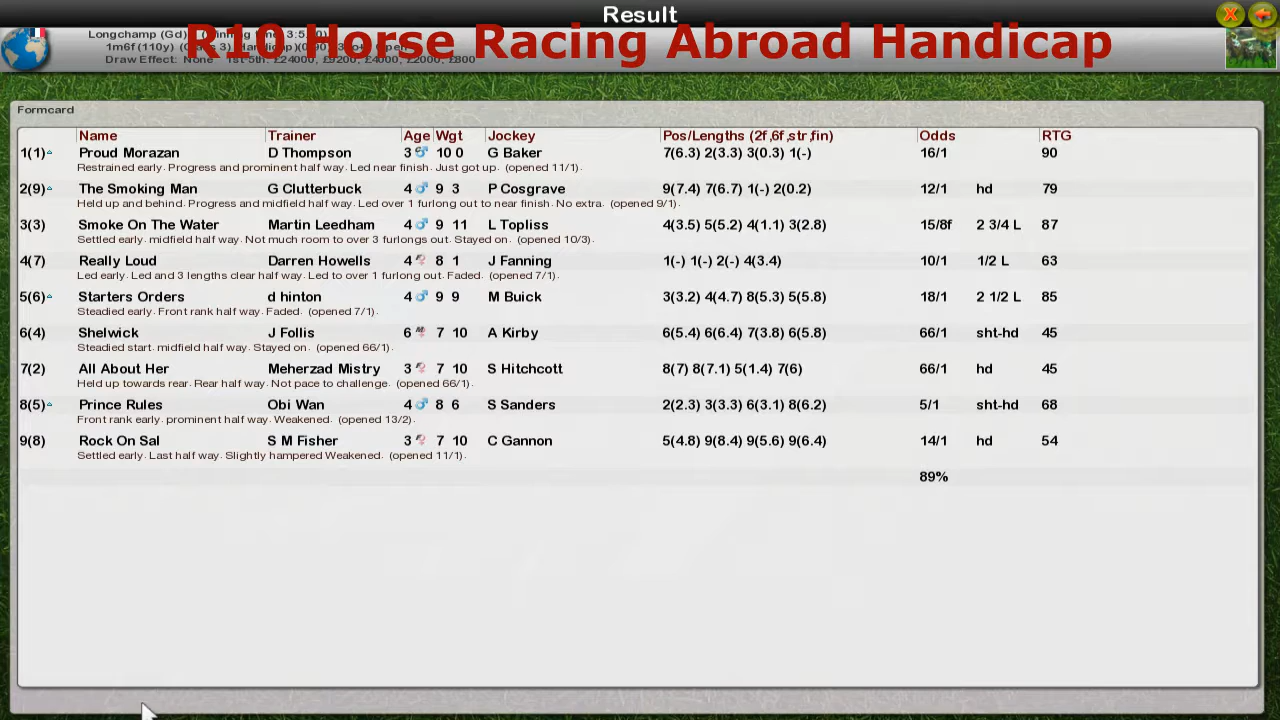 Result
R10 Horse Racing Abroad Handicap
Longchamp (Gd)
1m6f (110y)
Draw Effect: None 1st-5th: £24000, £9200, £4000, £2000, £800
Formcard
Name Trainer Age Wgt Jockey Pos/Lengths (2f,6f,str,fin) Odds RTG
1(1) Proud Morazan D Thompson 3 10 0 G Baker 7(6.3) 2(3.3) 3(0.3) 1(-) 16/1 90
Restrained early. Progress and prominent half way. Led near finish. Just got up. (opened 11/1).
2(9) The Smoking Man G Clutterbuck 4 9 3 P Cosgrave 9(7.4) 7(6.7) 1(-) 2(0.2) 12/1 hd 79
Held up and behind. Progress and midfield half way. Led over 1 furlong out to near finish. No extra. (opened 9/1).
3(3) Smoke On The Water Martin Leedham 4 9 11 L Topliss 4(3.5) 5(5.2) 4(1.1) 3(2.8) 15/8f 2 3/4 L 87
Settled early. midfield half way. Not much room to over 3 furlongs out. Stayed on. (opened 10/3).
4(7) Really Loud Darren Howells 4 8 1 J Fanning 1(-) 1(-) 2(-) 4(3.4) 10/1 1/2 L 63
Led early. Led and 3 lengths clear half way. Led to over 1 furlong out. Faded. (opened 7/1).
5(6) Starters Orders d hinton 4 9 9 M Buick 3(3.2) 4(4.7) 8(5.3) 5(5.8) 18/1 2 1/2 L 85
Steadied early. Front rank half way. Faded. (opened 7/1).
6(4) Shelwick J Follis 6 7 10 A Kirby 6(5.4) 6(6.4) 7(3.8) 6(5.8) 66/1 sht-hd 45
Steadied start. midfield half way. Stayed on. (opened 66/1).
7(2) All About Her Meherzad Mistry 3 7 10 S Hitchcott 8(7) 8(7.1) 5(1.4) 7(6) 66/1 hd 45
Held up towards rear. Rear half way. Not pace to challenge. (opened 66/1).
8(5) Prince Rules Obi Wan 4 8 6 S Sanders 2(2.3) 3(3.3) 6(3.1) 8(6.2) 5/1 sht-hd 68
Front rank early. prominent half way. Weakened. (opened 13/2).
9(8) Rock On Sal S M Fisher 3 7 10 C Gannon 5(4.8) 9(8.4) 9(5.6) 9(6.4) 14/1 hd 54
Settled early. Last half way. Slightly hampered Weakened. (opened 11/1).
89%